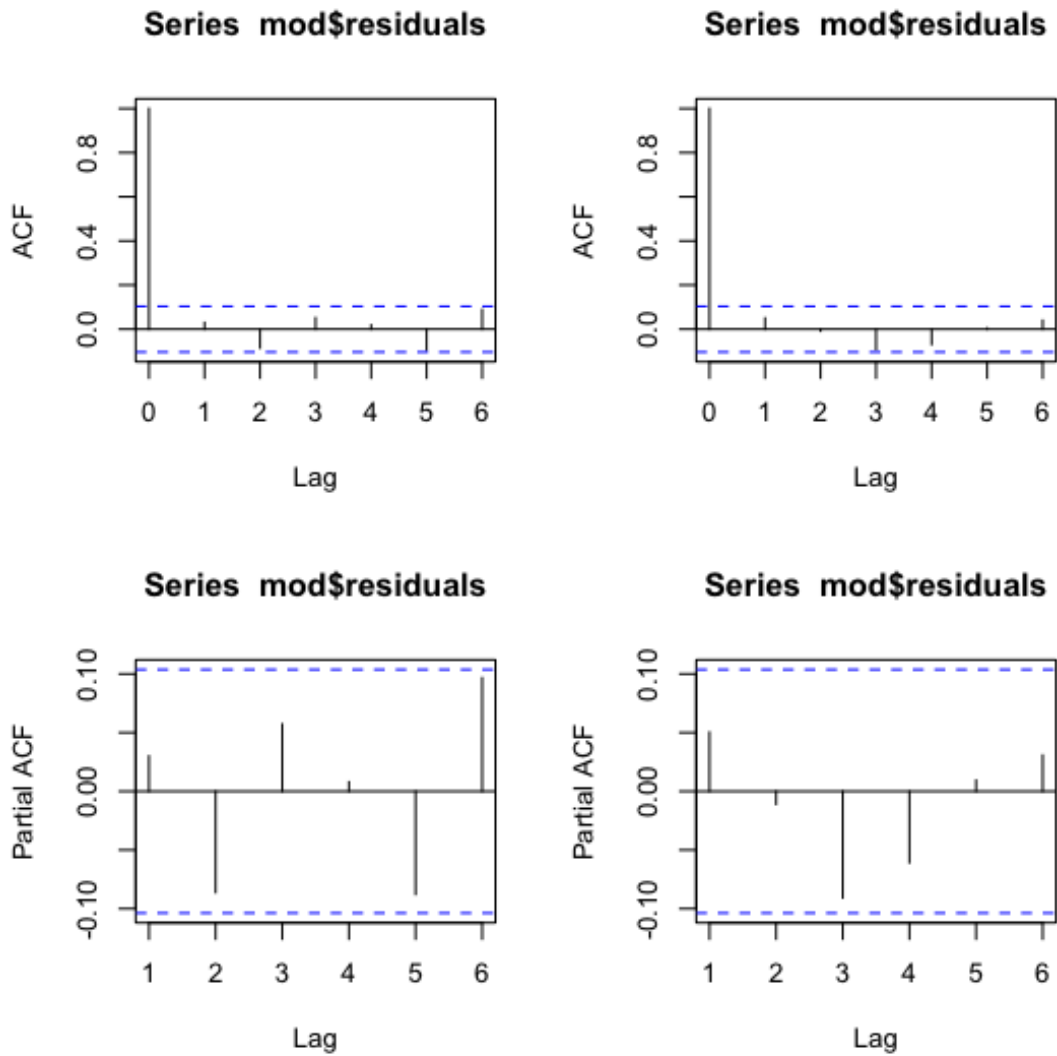 Series  mod$residuals
ACF
0.0 0.4 0.8
0 1 2 3 4 5 6
Lag
Series  mod$residuals
ACF
0.0 0.4 0.8
0 1 2 3 4 5 6
Lag
Series  mod$residuals
Partial ACF
-0.10 0.00 0.10
1 2 3 4 5 6
Lag
Series  mod$residuals
Partial ACF
-0.10 0.00 0.10
1 2 3 4 5 6
Lag